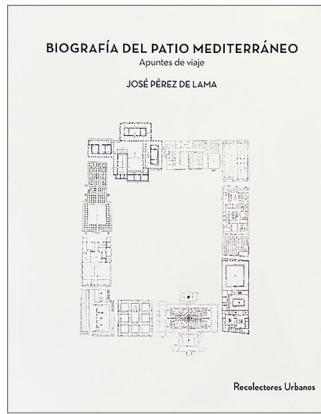 BIOGRAFÍA DEL PATIO MEDITERRÁNEO
Apuntes de viaje
JOSÉ PÉREZ DE LAMA
Recolectores Urbanos